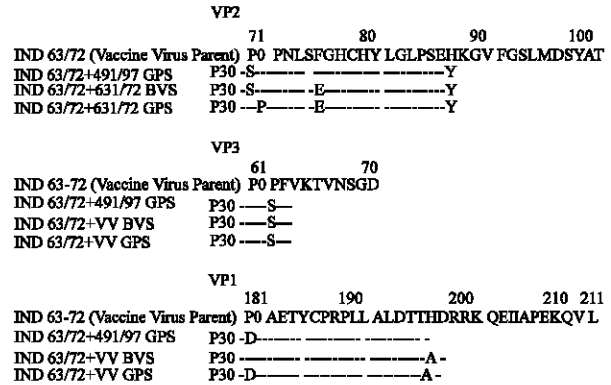 VP2
71 80 90 100
IND 63/72 (Vaccine Virus Parent) P0 PNLSFGHCHY LGLPSEHKGV FGSLMDSYAT
IND 63/72+491/97 GPS P30 -S------- ------- -- -------Y
IND 63/72+631/72 BVS P30 -S------- --E---- -- -------Y
IND 63/72+631/72 GPS P30 ---P------ -E---- -- -------Y
VP3
61 70
IND 63-72 (Vaccine Virus Parent) P0 PFVKTVNSGD
IND 63/72+491/97 GPS P30 -----S--
IND 63/72+VV BVS P30 -----S--
IND 63/72+VV GPS P30 -----S--
VP1
181 190 200 210 211
IND 63-72 (Vaccine Virus Parent) P0 AETYCPRPLL ALDTTHDRRK QEIIAPEKQV L
IND 63/72+491/97 GPS P30 -D--------- --------- -------- -
IND 63/72+VV BVS P30 ----------- --------- --------A--
IND 63/72+VV GPS P30 -D--------- --------- --------A--